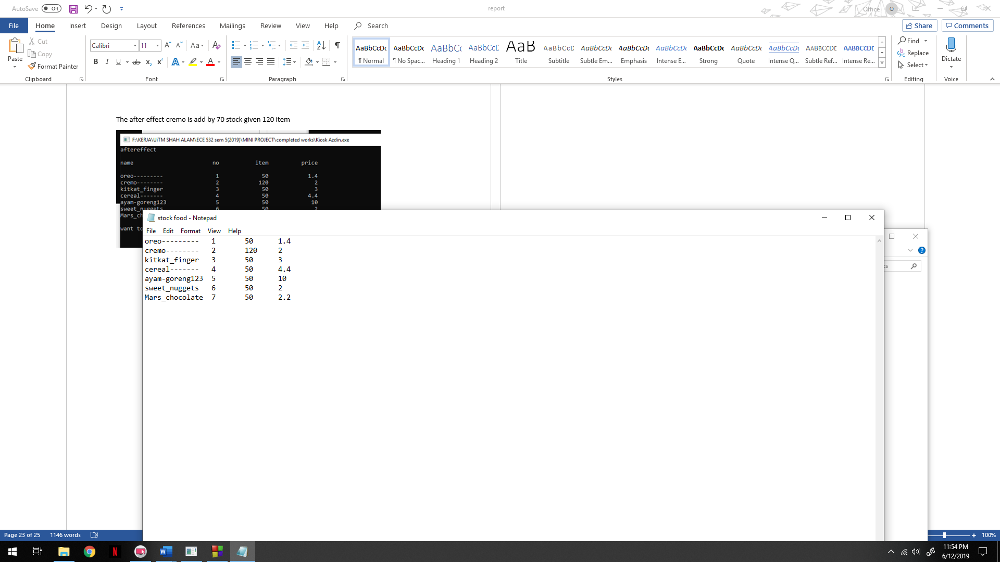 AutoSave Off report Office O
File Home Insert Design Layout References Mailings Review View Help Search Share Comments
Paste Cut Copy Format Painter Clipboard
Calibri 11 Font
Paragraph
AaBbCcDc ¶ Normal
AaBbCcDc ¶ No Spac...
AaBbCc Heading 1
AaBbCcD Heading 2
AaB Title
AaBbCcD Subtitle
AaBbCcDc Subtle Em...
AaBbCcDc Emphasis
AaBbCcDc Intense E...
AaBbCcDc Strong
AaBbCcDc Quote
AaBbCcDc Intense Q...
AaBbCcDc Subtle Ref...
AaBbCcDc Intense Re...
Styles
Find Replace Select Editing
Dictate Voice
The after effect cremo is add by 70 stock given 120 item
F:\KERJA\UiTM SHAH ALAM\ECE 532 sem 5(2019)\MINI PROJECT\completed works\Kiosk Azdin.exe
aftereffect
name no item price
oreo--------- 1 50 1.4
cremo-------- 2 120 2
kitkat_finger 3 50 3
cereal------- 4 50 4.4
ayam-goreng123 5 50 10
sweet_nuggets 6 50 2
Mars_ch
want to
stock food - Notepad
File Edit Format View Help
oreo--------- 1 50 1.4
cremo-------- 2 120 2
kitkat_finger 3 50 3
cereal------- 4 50 4.4
ayam-goreng123 5 50 10
sweet_nuggets 6 50 2
Mars_chocolate 7 50 2.2
cs
Page 23 of 25 1146 words 100%
11:54 PM
6/12/2019